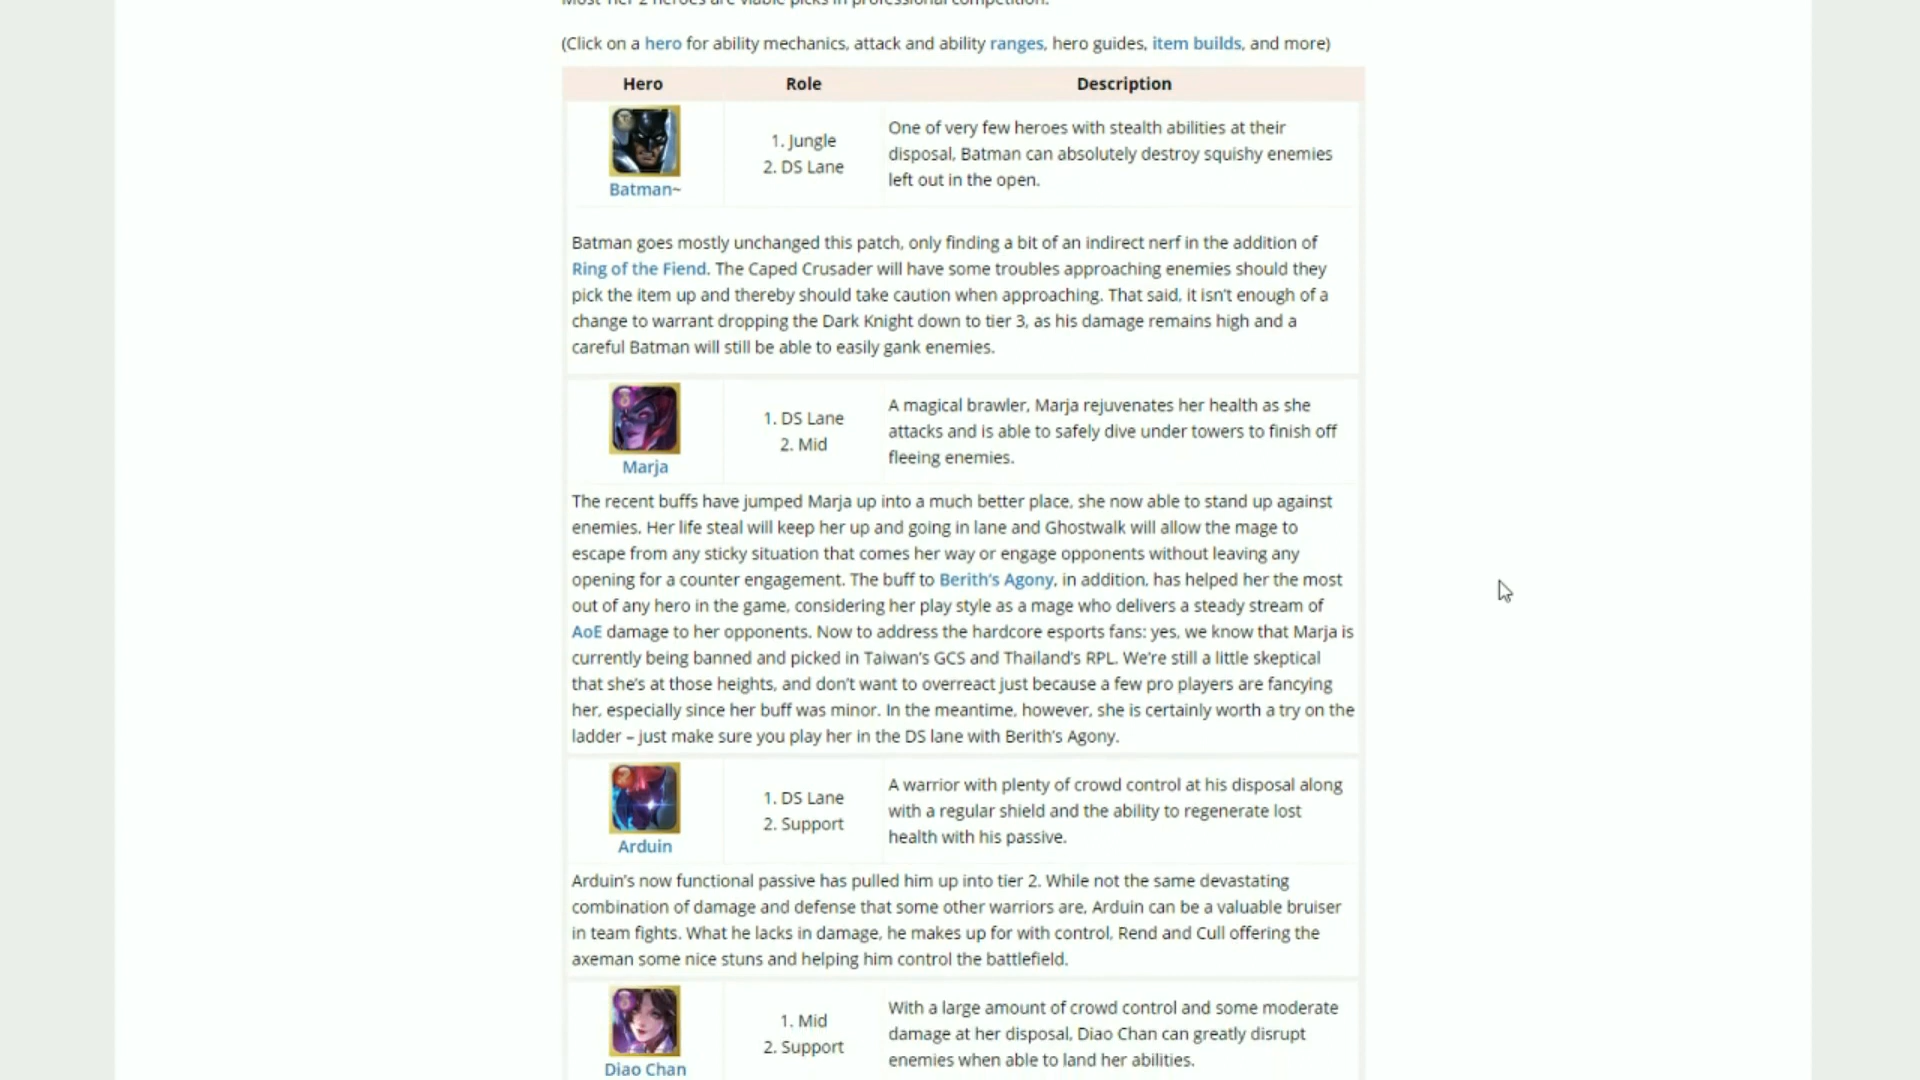 Most Tier 2 heroes are viable picks in professional competition.
(Click on a hero for ability mechanics, attack and ability ranges, hero guides, item builds, and more)
Hero Role Description
1. Jungle
2. DS Lane
One of very few heroes with stealth abilities at their
disposal, Batman can absolutely destroy squishy enemies
left out in the open.
Batman~
Batman goes mostly unchanged this patch, only finding a bit of an indirect nerf in the addition of
Ring of the Fiend. The Caped Crusader will have some troubles approaching enemies should they
pick the item up and thereby should take caution when approaching. That said, it isn't enough of a
change to warrant dropping the Dark Knight down to tier 3, as his damage remains high and a
careful Batman will still be able to easily gank enemies.
1. DS Lane
2. Mid
A magical brawler, Marja rejuvenates her health as she
attacks and is able to safely dive under towers to finish off
fleeing enemies.
Marja
The recent buffs have jumped Marja up into a much better place, she now able to stand up against
enemies. Her life steal will keep her up and going in lane and Ghostwalk will allow the mage to
escape from any sticky situation that comes her way or engage opponents without leaving any
opening for a counter engagement. The buff to Berith's Agony, in addition, has helped her the most
out of any hero in the game, considering her play style as a mage who delivers a steady stream of
AoE damage to her opponents. Now to address the hardcore esports fans: yes, we know that Marja is
currently being banned and picked in Taiwan's GCS and Thailand's RPL. We're still a little skeptical
that she's at those heights, and don't want to overreact just because a few pro players are fancying
her, especially since her buff was minor. In the meantime, however, she is certainly worth a try on the
ladder – just make sure you play her in the DS lane with Berith's Agony.
1. DS Lane
2. Support
A warrior with plenty of crowd control at his disposal along
with a regular shield and the ability to regenerate lost
health with his passive.
Arduin
Arduin's now functional passive has pulled him up into tier 2. While not the same devastating
combination of damage and defense that some other warriors are, Arduin can be a valuable bruiser
in team fights. What he lacks in damage, he makes up for with control, Rend and Cull offering the
axeman some nice stuns and helping him control the battlefield.
1. Mid
2. Support
With a large amount of crowd control and some moderate
damage at her disposal, Diao Chan can greatly disrupt
enemies when able to land her abilities.
Diao Chan